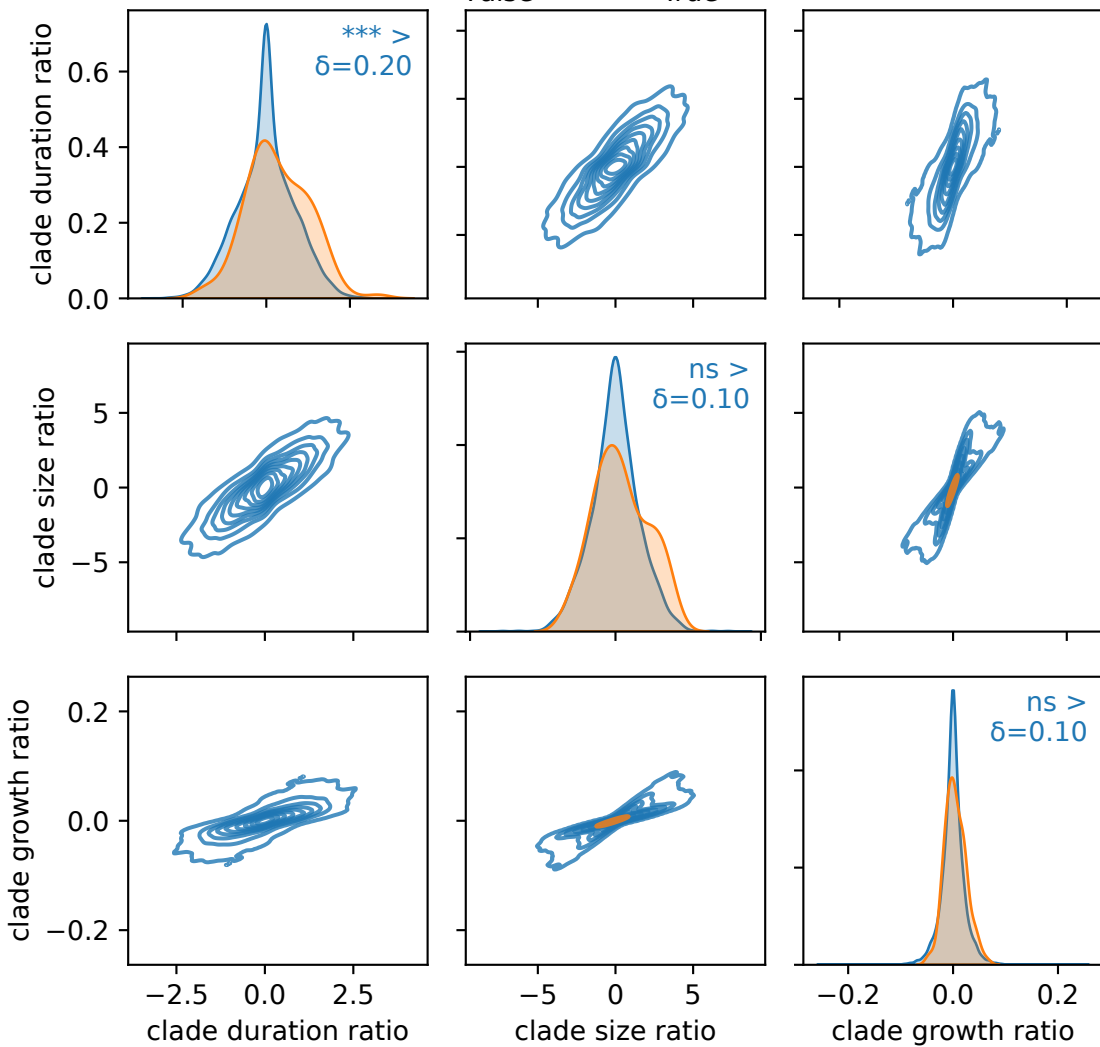 clade duration ratio
0.6
0.4
0.2
0.0
*** >
δ=0.20
clade size ratio
5
0
−5
ns >
δ=0.10
clade growth ratio
0.2
0.0
−0.2
ns >
δ=0.10
−2.5 0.0 2.5
−5 0 5
−0.2 0.0 0.2
clade duration ratio
clade size ratio
clade growth ratio